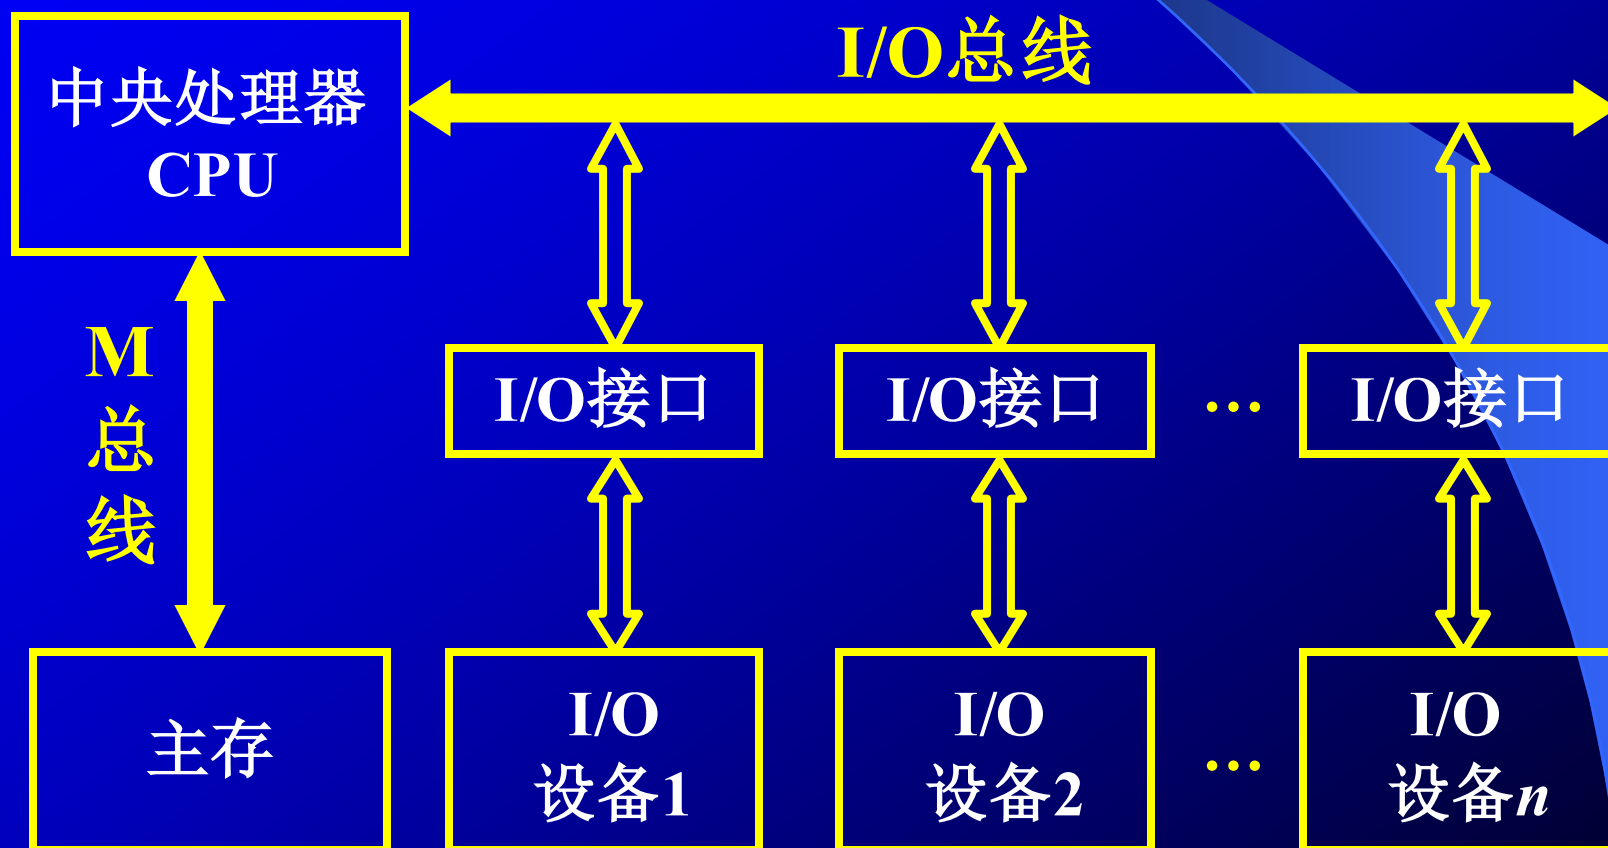 中央处理器
CPU
I/O总线
M
总
线
I/O接口
I/O接口
…
I/O接口
主存
I/O
设备1
I/O
设备2
…
I/O
设备n